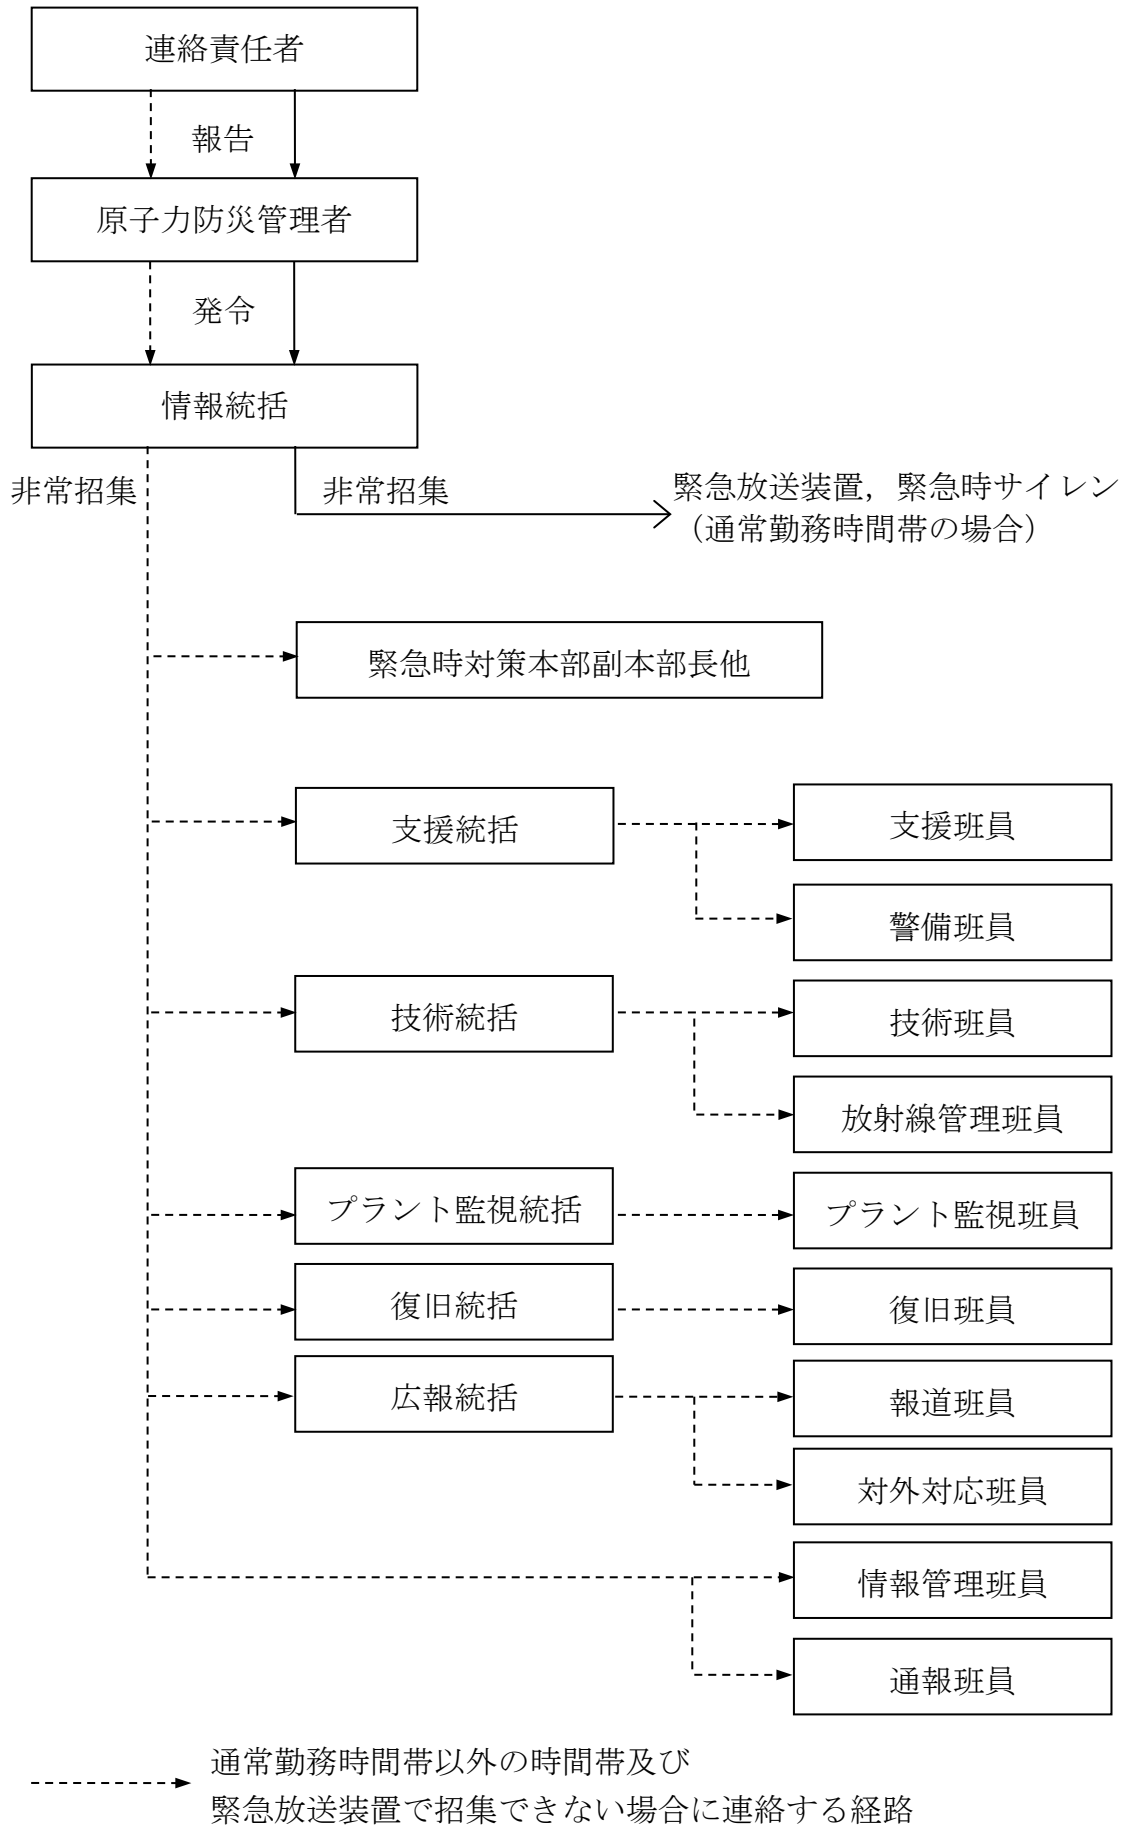 連絡責任者
報告
原子力防災管理者
発令
情報統括
非常招集
非常招集
緊急放送装置，緊急時サイレン
（通常勤務時間帯の場合）
緊急時対策本部副本部長他
支援統括
支援班員
警備班員
技術統括
技術班員
放射線管理班員
プラント監視統括
プラント監視班員
復旧統括
復旧班員
広報統括
報道班員
対外対応班員
情報管理班員
通報班員
通常勤務時間帯以外の時間帯及び
緊急放送装置で招集できない場合に連絡する経路